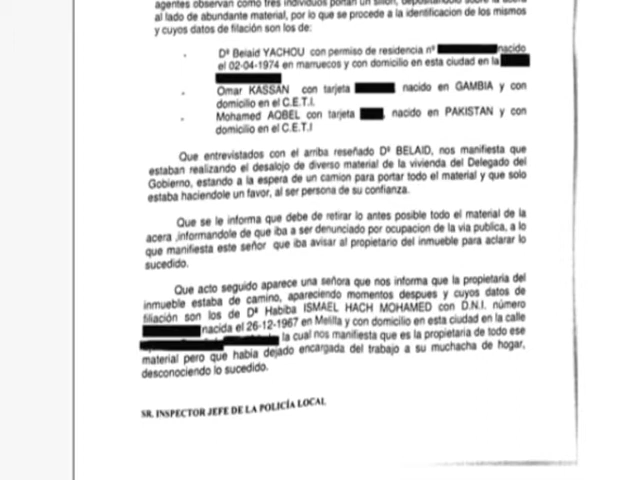 agentes observan como tres individuos portan un sillón, depositandolo sobre la acera
al lado de abundante material, por lo que se procede a la identificacion de los mismos
y cuyos datos de filación son los de:
- Dª Belaid YACHOU con permiso de residencia nº nacido
el 02-04-1974 en marruecos y con domicilio en esta ciudad en la
- Omar KASSAN con tarjeta nacido en GAMBIA y con
domicilio en el C.E.T.I.
- Mohamed AQBEL con tarjeta , nacido en PAKISTAN y con
domicilio en el C.E.T.I
Que entrevistados con el arriba reseñado Dª BELAID, nos manifiesta que
estaban realizando el desalojo de diverso material de la vivienda del Delegado del
Gobierno, estando a la espera de un camion para portar todo el material y que solo
estaba haciendole un favor, al ser persona de su confianza.
Que se le informa que debe de retirar lo antes posible todo el material de la
acera ,informandole de que iba a ser denunciado por ocupacion de la via publica, a lo
que manifiesta este señor que iba avisar al propietario del inmueble para aclarar lo
sucedido.
Que acto seguido aparece una señora que nos informa que la propietaria del
inmueble estaba de camino, apareciendo momentos despues y cuyos datos de
filiación son los de Dª Habiba ISMAEL HACH MOHAMED con D.N.I. número
nacida el 26-12-1967 en Melilla y con domicilio en esta ciudad en la calle
la cual nos manifiesta que es la propietaria de todo ese
material pero que había dejado encargada del trabajo a su muchacha de hogar,
desconociendo lo sucedido.
SR. INSPECTOR JEFE DE LA POLICÍA LOCAL